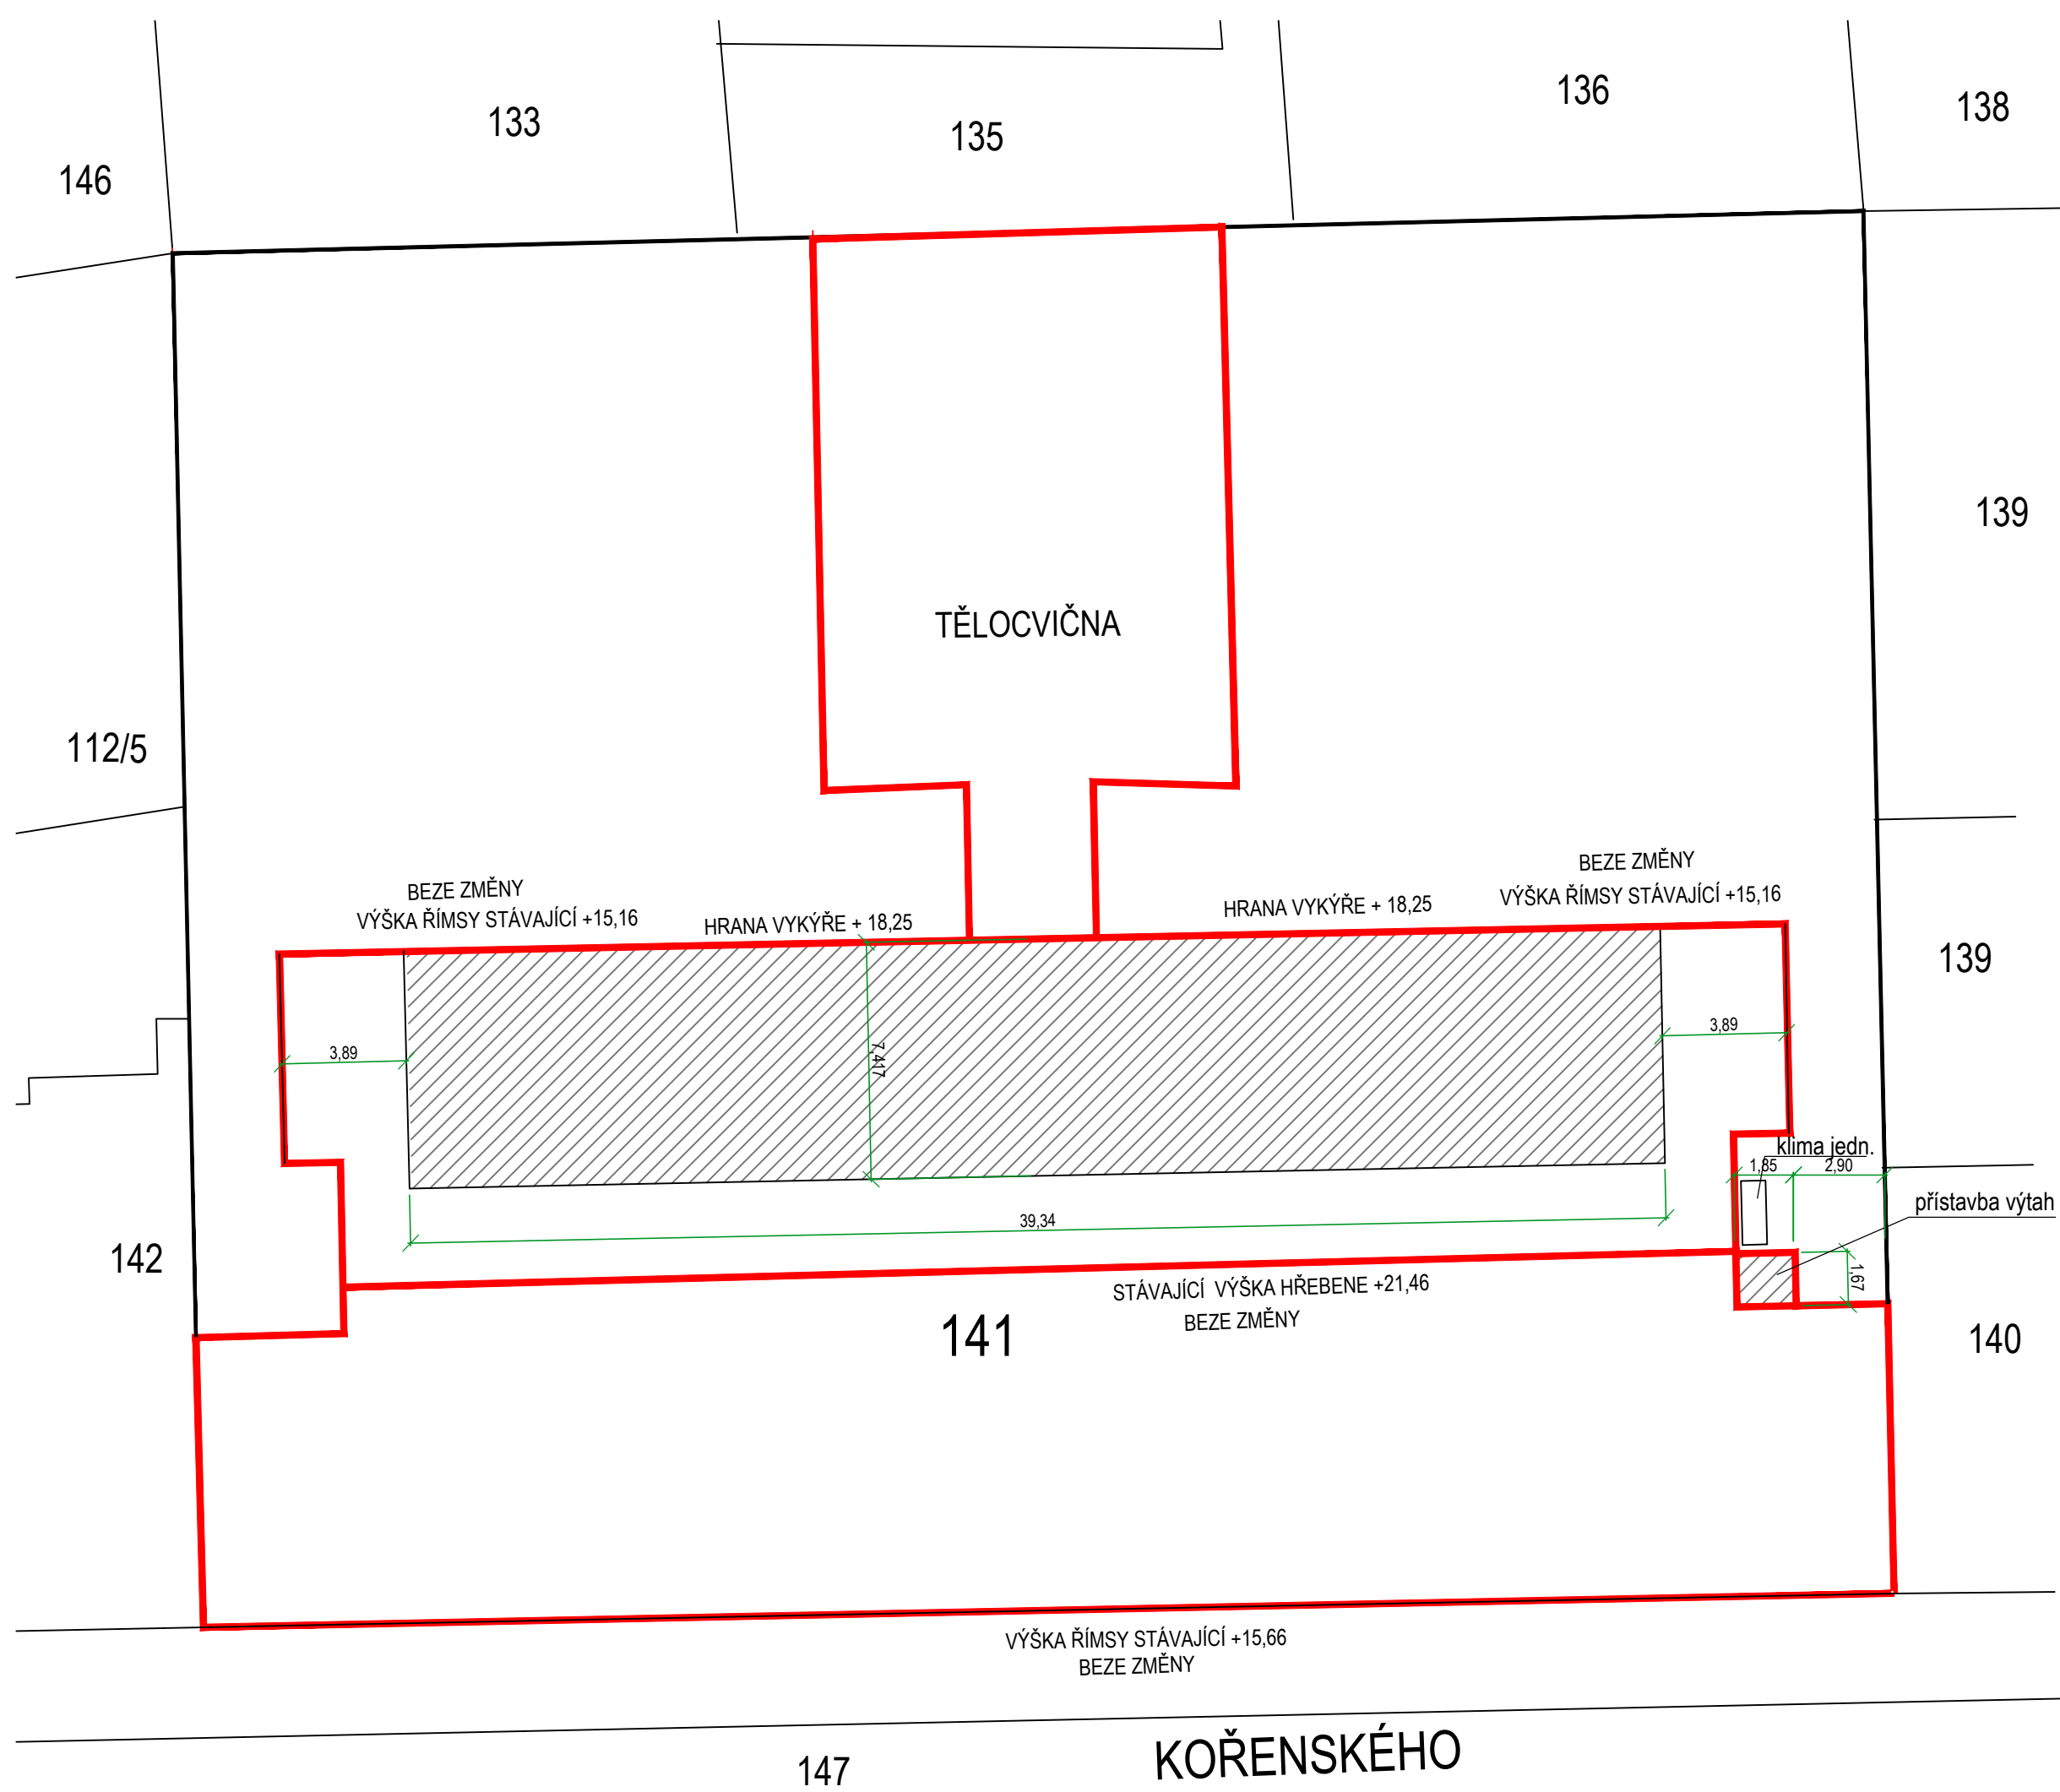 136
138
133
135
146
139
TĚLOCVIČNA
112/5
BEZE ZMĚNY
VÝŠKA ŘÍMSY STÁVAJÍCÍ +15,16
BEZE ZMĚNY
VÝŠKA ŘÍMSY STÁVAJÍCÍ +15,16
HRANA VYKÝŘE + 18,25
HRANA VYKÝŘE + 18,25
139
3,89
7,417
3,89
klima jedn.
1,85
2,90
přístavba výtah
39,34
142
1,67
STÁVAJÍCÍ VÝŠKA HŘEBENE +21,46
BEZE ZMĚNY
141
140
VÝŠKA ŘÍMSY STÁVAJÍCÍ +15,66
BEZE ZMĚNY
KOŘENSKÉHO
147